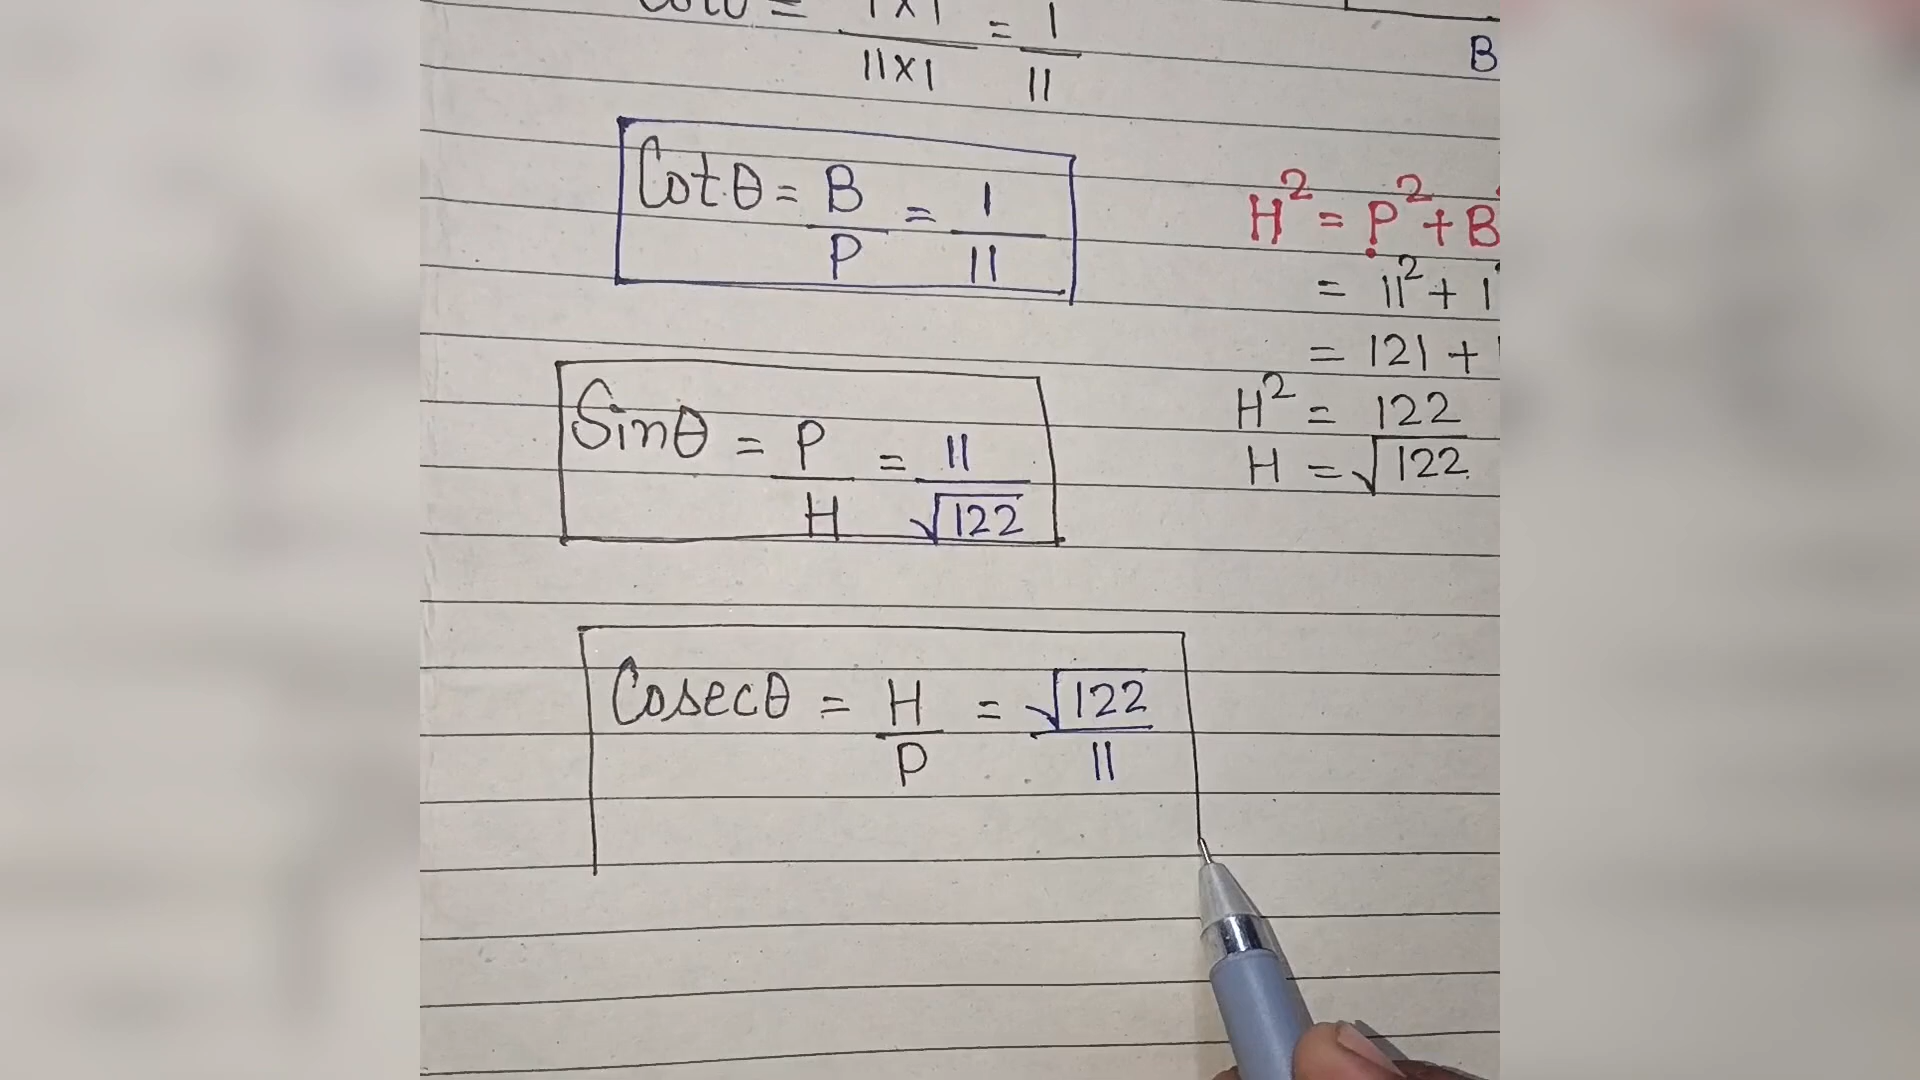 = 1/11
11×1
B
Cotθ = B/P = 1/11
H² = P² + B
= 11² + 1
= 121 +
H² = 122
H = √122
Sinθ = P/H = 11/√122
Cosecθ = H/P = √122/11